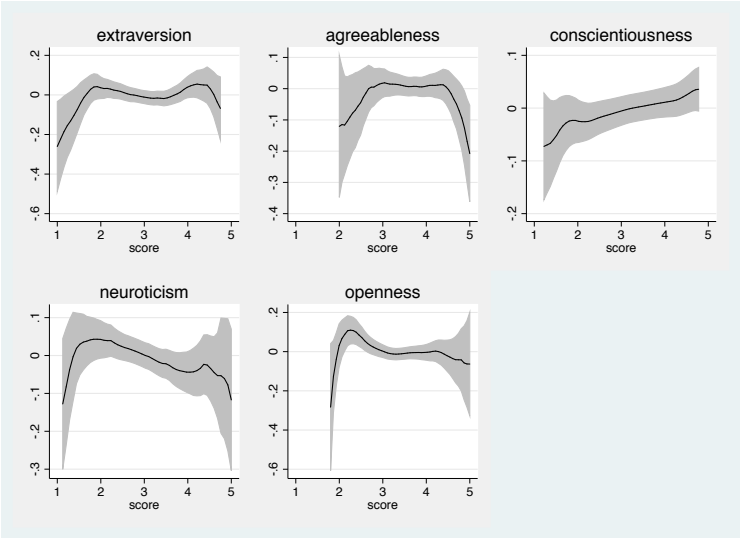 extraversion
.2
0
-.2
-.4
-.6
1 2 3 4 5
score
agreeableness
.1
0
-.1
-.2
-.3
-.4
1 2 3 4 5
score
conscientiousness
.1
0
-.1
-.2
1 2 3 4 5
score
neuroticism
.1
0
-.1
-.2
-.3
1 2 3 4 5
score
openness
.2
0
-.2
-.4
-.6
1 2 3 4 5
score